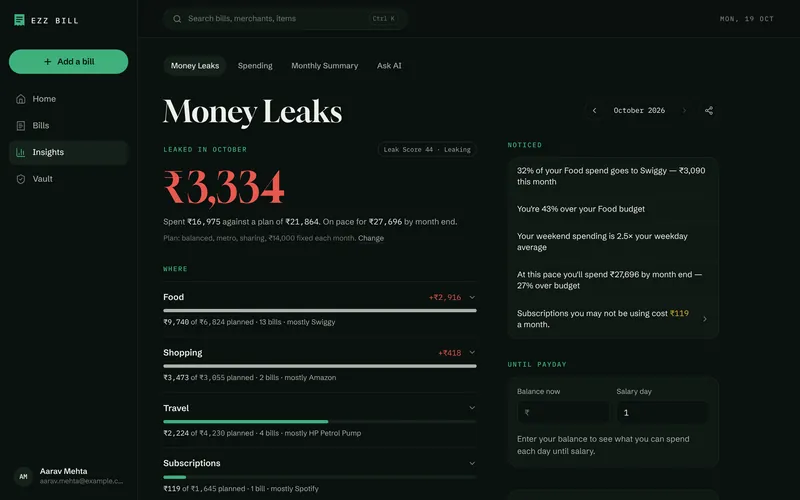 EZZ BILL
Search bills, merchants, items
Ctrl K
MON, 19 OCT
+ Add a bill
Home
Bills
Insights
Vault
Money Leaks
Spending
Monthly Summary
Ask AI
Money Leaks
October 2026
LEAKED IN OCTOBER
Leak Score 44 · Leaking
₹3,334
Spent ₹16,975 against a plan of ₹21,864. On pace for ₹27,696 by month end.
Plan: balanced, metro, sharing, ₹14,000 fixed each month. Change
WHERE
Food
+₹2,916
₹9,740 of ₹6,824 planned · 13 bills · mostly Swiggy
Shopping
+₹418
₹3,473 of ₹3,055 planned · 2 bills · mostly Amazon
Travel
₹2,224 of ₹4,230 planned · 4 bills · mostly HP Petrol Pump
Subscriptions
₹119 of ₹1,645 planned · 1 bill · mostly Spotify
NOTICED
32% of your Food spend goes to Swiggy — ₹3,090
this month
You're 43% over your Food budget
Your weekend spending is 2.5× your weekday
average
At this pace you'll spend ₹27,696 by month end —
27% over budget
Subscriptions you may not be using cost ₹119
a month.
UNTIL PAYDAY
Balance now
Salary day
₹
1
Enter your balance to see what you can spend
each day until salary.
AM
Aarav Mehta
aarav.mehta@example.c...